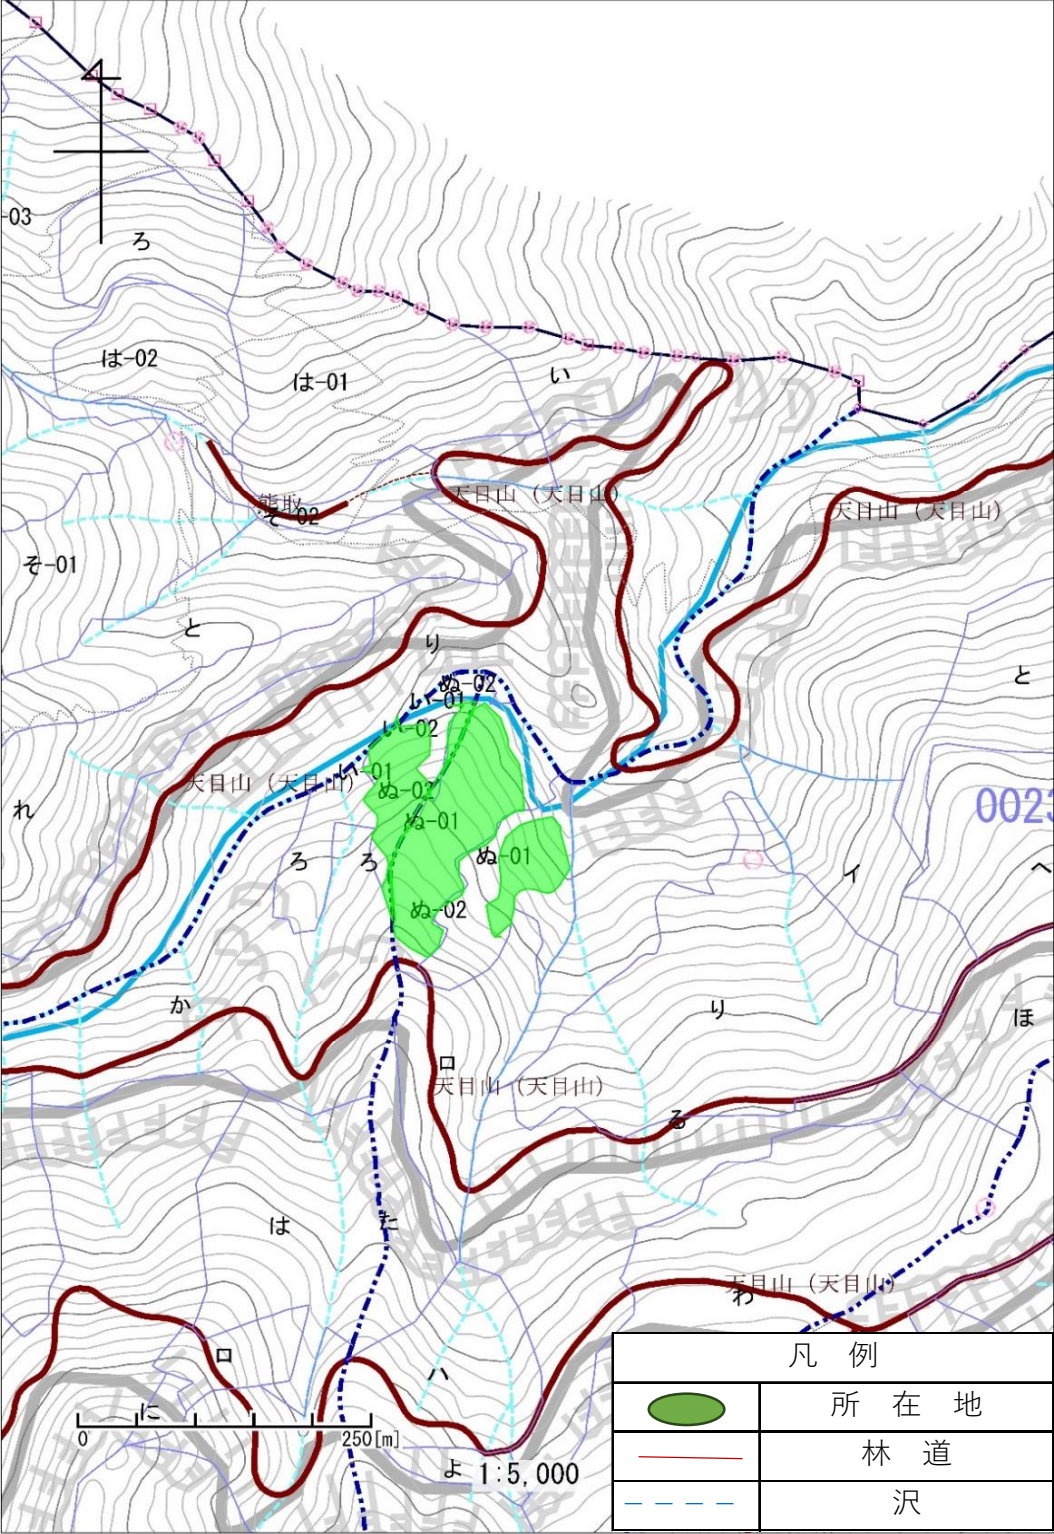 -03
ろ
は-02
は-01
い
天目山（天目山）
天目山（天目山）
熊取
そ-02
そ-01
と
り
と
ぬ-02
い-01
い-02
い-01
天目山（天目山）
ぬ-02
れ
0023
ぬ-01
ろ
ろ
ぬ-01
イ
へ
ぬ-02
か
り
ほ
ロ
天目山（天目山）
る
は
た
天目山（天目山）
わ
ロ
ハ
に
0
250[m]
よ
1:5,000
凡 例
所 在 地
林 道
沢